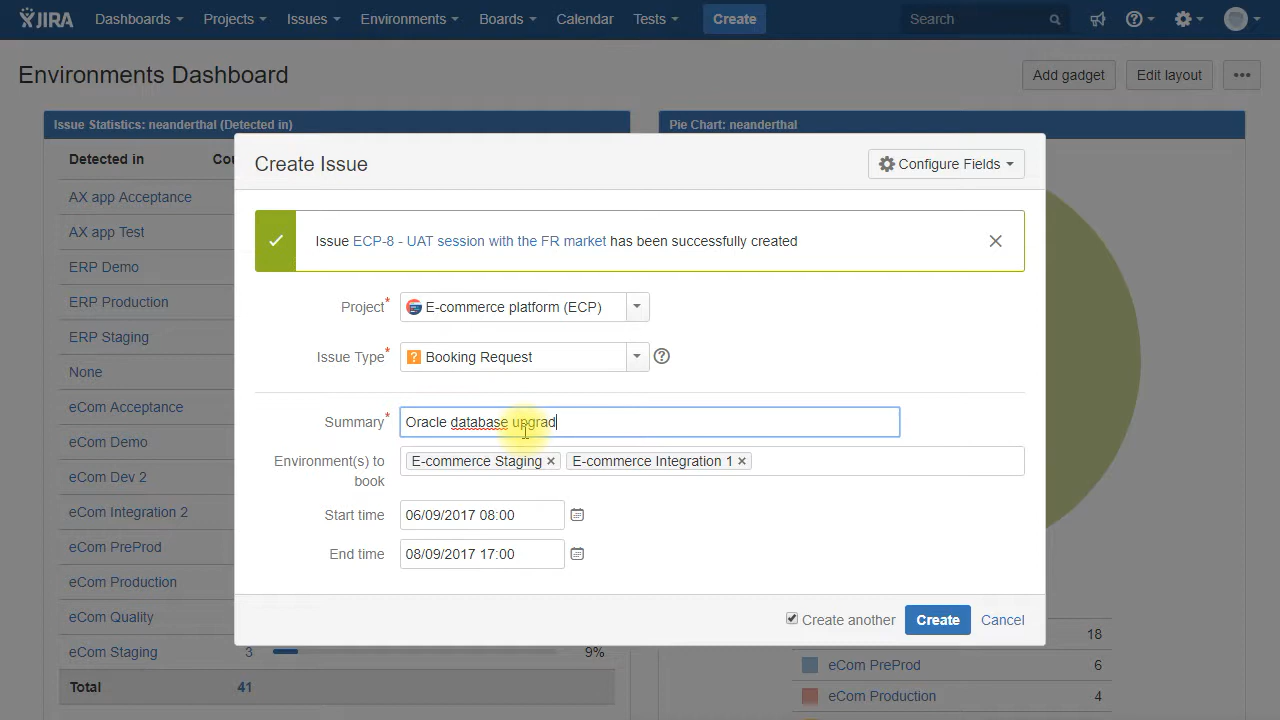 JIRA Dashboards Projects Issues Environments Boards Calendar Tests Create Search
Environments Dashboard
Add gadget Edit layout
Issue Statistics: neanderthal (Detected in)
Pie Chart: neanderthal
Detected in Cou
AX app Acceptance
AX app Test
ERP Demo
ERP Production
ERP Staging
None
eCom Acceptance
eCom Demo
eCom Dev 2
eCom Integration 2
eCom PreProd
eCom Production
eCom Quality
eCom Staging 3 9%
Total 41
Create Issue
Configure Fields
Issue ECP-8 - UAT session with the FR market has been successfully created
Project* E-commerce platform (ECP)
Issue Type* Booking Request
Summary* Oracle database upgrad
Environment(s) to
book
E-commerce Staging × E-commerce Integration 1 ×
Start time 06/09/2017 08:00
End time 08/09/2017 17:00
Create another Create Cancel
18
eCom PreProd 6
eCom Production 4